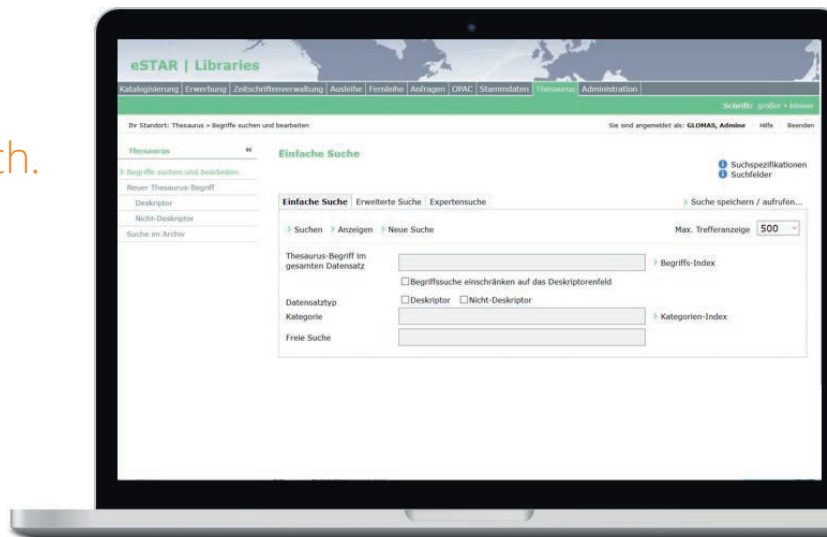 ch.
eSTAR | Libraries
Katalogisierung | Erwerbung | Zeitschriftenverwaltung | Ausleihe | Fernleihe | Anfragen | OPAC | Stammdaten | Thesaurus | Administration
Schrift: größer • kleiner
Ihr Standort: Thesaurus » Begriffe suchen und bearbeiten
Sie sind angemeldet als: GLOMAS, Admine
Hilfe
Beenden
Thesaurus «
Begriffe suchen und bearbeiten
Neuer Thesaurus-Begriff
Deskriptor
Nicht-Deskriptor
Suche im Archiv
Einfache Suche
Suchspezifikationen
Suchfelder
Einfache Suche Erweiterte Suche Expertensuche
Suche speichern / aufrufen...
Suchen Anzeigen Neue Suche
Max. Trefferanzeige 500
Thesaurus-Begriff im
gesamten Datensatz
Begriffs-Index
Begriffssuche einschränken auf das Deskriptorenfeld
Datensatztyp
Deskriptor Nicht-Deskriptor
Kategorie
Kategorien-Index
Freie Suche